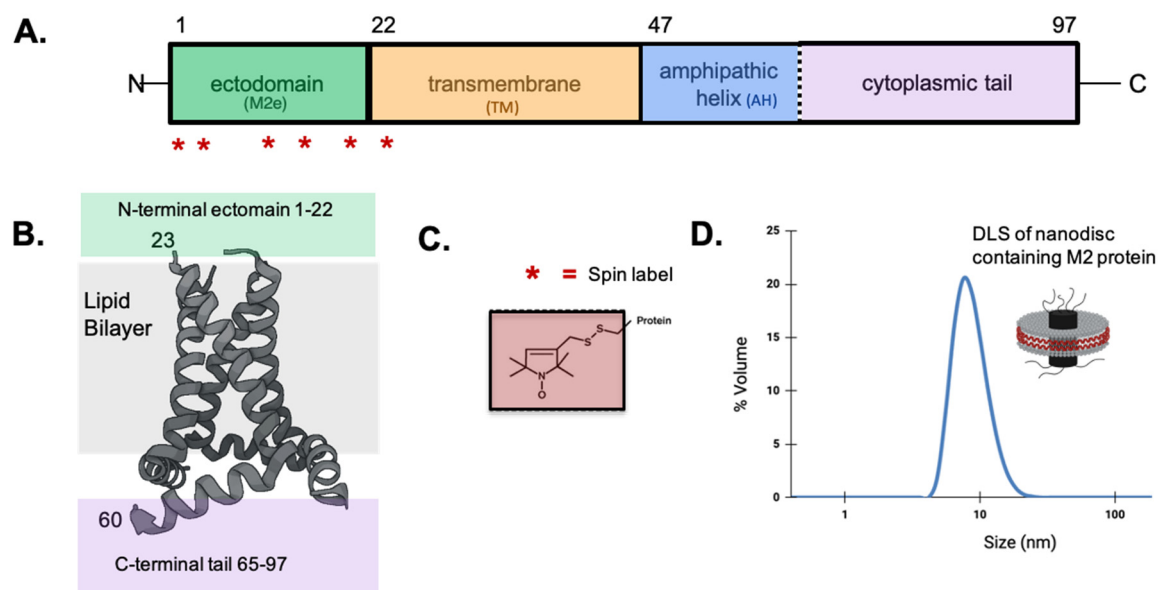 A.
1 22 47 97
N
ectodomain
(M2e)
transmembrane
(TM)
amphipathic
helix (AH)
cytoplasmic tail
C
* * * * * *
B.
N-terminal ectomain 1-22
23
Lipid
Bilayer
60
C-terminal tail 65-97
C.
* = Spin label
S
S
Protein
N
O
D.
DLS of nanodisc
containing M2 protein
% Volume
25
20
15
10
5
0
1 10 100
Size (nm)